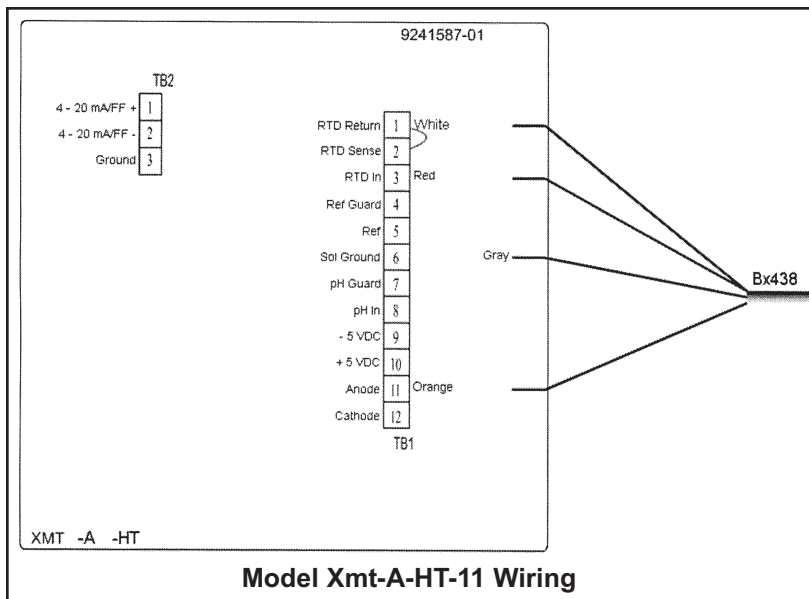 9241587-01
TB2
4 - 20 mA/FF + 1
4 - 20 mA/FF - 2
Ground 3
RTD Return 1 White
RTD Sense 2
RTD In 3 Red
Ref Guard 4
Ref 5
Sol Ground 6 Gray
pH Guard 7
pH In 8
- 5 VDC 9
+ 5 VDC 10
Anode 11 Orange
Cathode 12
TB1
Bx438
XMT -A -HT
Model Xmt-A-HT-11 Wiring